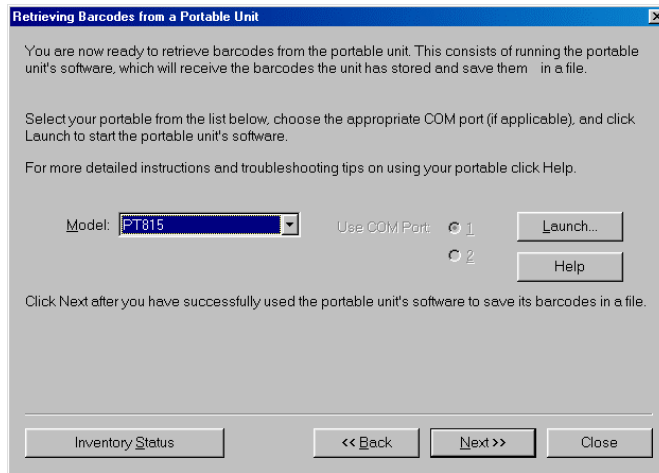 Retrieving Barcodes from a Portable Unit
You are now ready to retrieve barcodes from the portable unit. This consists of running the portable
unit's software, which will receive the barcodes the unit has stored and save them in a file.
Select your portable from the list below, choose the appropriate COM port (if applicable), and click
Launch to start the portable unit's software.
For more detailed instructions and troubleshooting tips on using your portable click Help.
Model: PT815 Use COM Port: 1 Launch...
2 Help
Click Next after you have successfully used the portable unit's software to save its barcodes in a file.
Inventory Status << Back Next >> Close